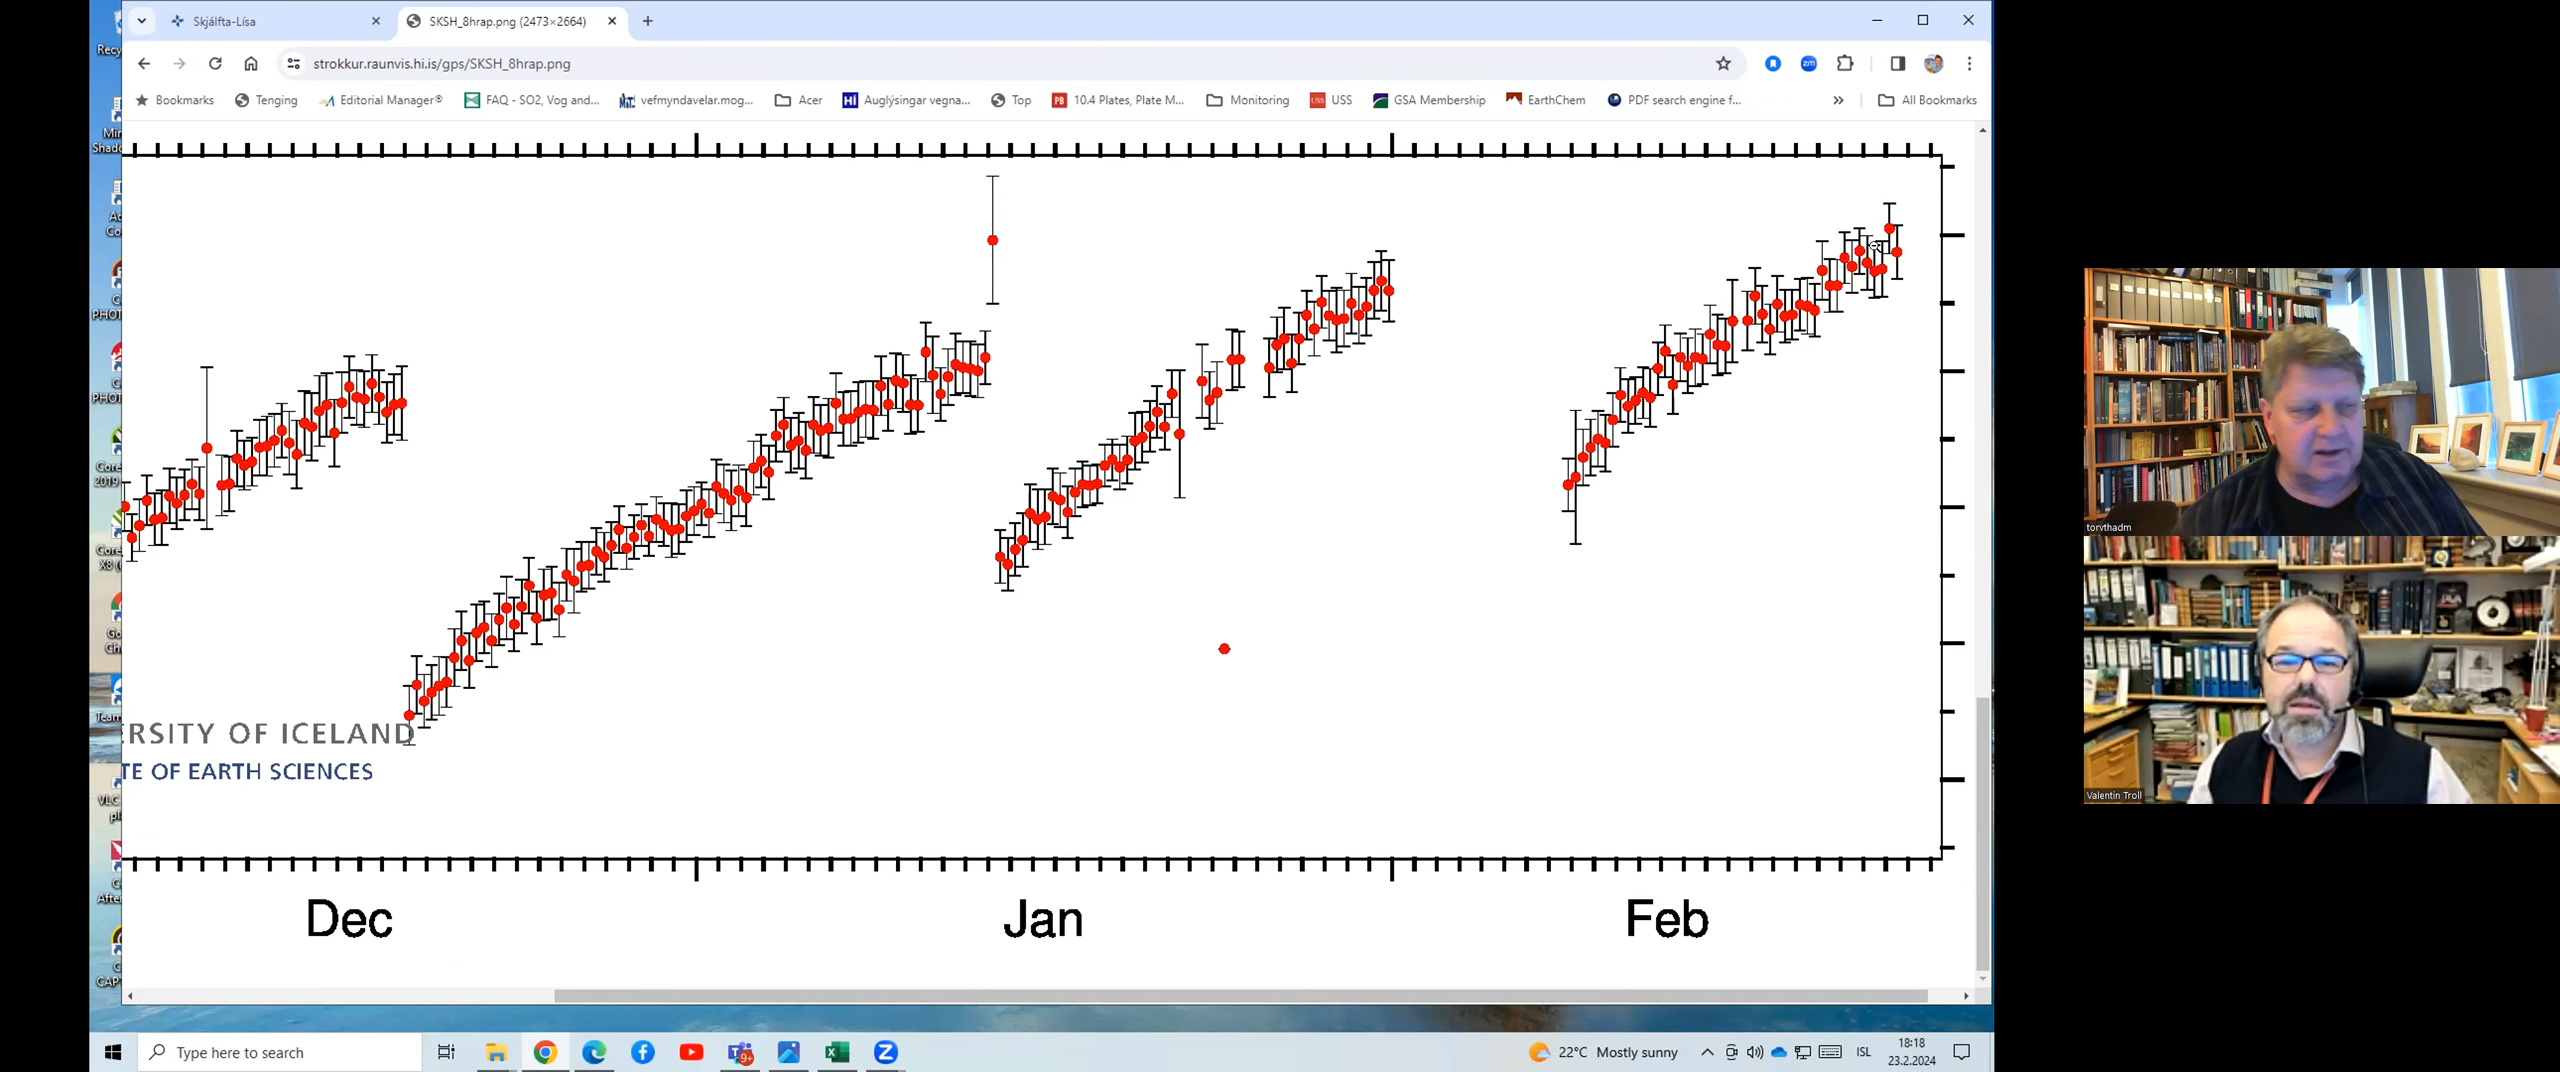 Skjálfta-Lísa
SKSH_8hrap.png (2473×2664)
strokkur.raunvis.hi.is/gps/SKSH_8hrap.png
Bookmarks
Tenging
Editorial Manager®
FAQ - SO2, Vog and...
vefmyndavelar.mog...
Acer
Auglýsingar vegna...
Top
10.4 Plates, Plate M...
Monitoring
USS
GSA Membership
EarthChem
PDF search engine f...
All Bookmarks
ERSITY OF ICELAND
TE OF EARTH SCIENCES
Dec
Jan
Feb
torvthadm
Valentin Troll
Type here to search
22°C Mostly sunny
ISL
18:18
23.2.2024